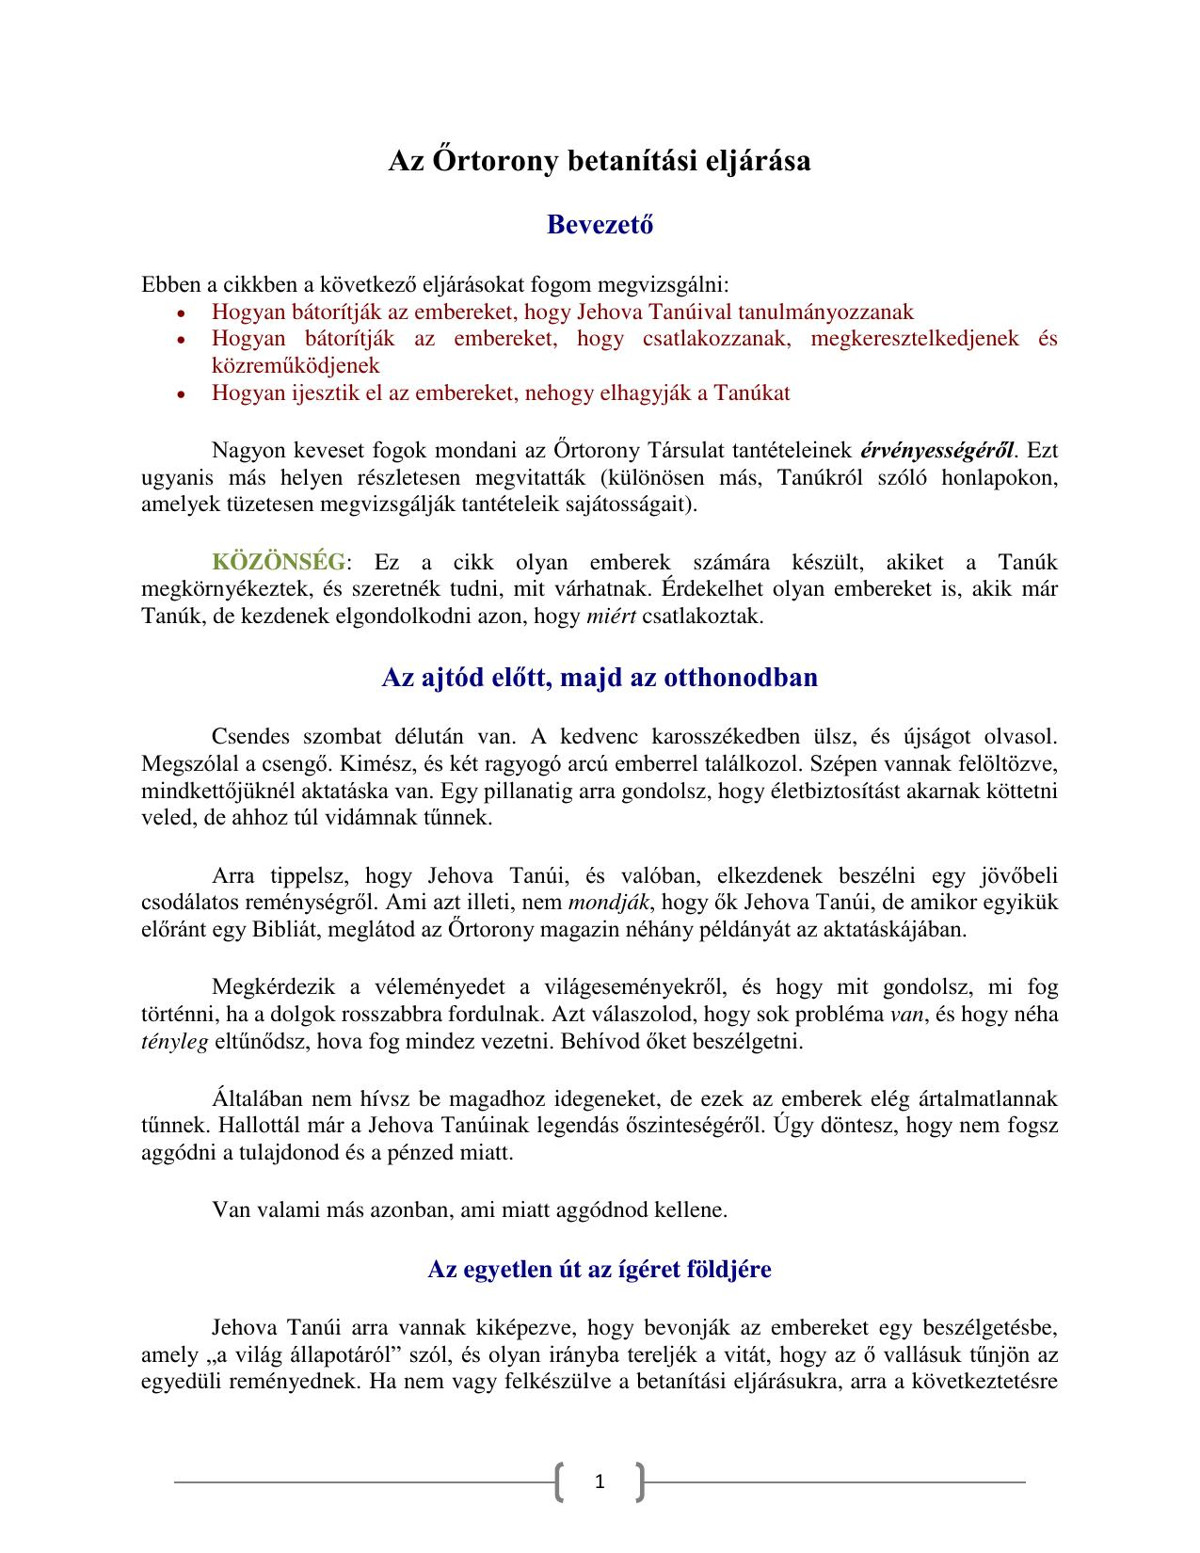 Az Őrtorony betanítási eljárása
Bevezető
Ebben a cikkben a következő eljárásokat fogom megvizsgálni:
• Hogyan bátorítják az embereket, hogy Jehova Tanúival tanulmányozzanak
• Hogyan bátorítják az embereket, hogy csatlakozzanak, megkeresztelkedjenek és
közreműködjenek
• Hogyan ijesztik el az embereket, nehogy elhagyják a Tanúkat
Nagyon keveset fogok mondani az Őrtorony Társulat tantételeinek érvényességéről. Ezt
ugyanis más helyen részletesen megvitatták (különösen más, Tanúkról szóló honlapokon,
amelyek tüzetesen megvizsgálják tantételeik sajátosságait).
KÖZÖNSÉG: Ez a cikk olyan emberek számára készült, akiket a Tanúk
megkörnyékeztek, és szeretnék tudni, mit várhatnak. Érdekelhet olyan embereket is, akik már
Tanúk, de kezdenek elgondolkodni azon, hogy miért csatlakoztak.
Az ajtód előtt, majd az otthonodban
Csendes szombat délután van. A kedvenc karosszékedben ülsz, és újságot olvasol.
Megszólal a csengő. Kimész, és két ragyogó arcú emberrel találkozol. Szépen vannak felöltözve,
mindkettőjüknél aktatáska van. Egy pillanatig arra gondolsz, hogy életbiztosítást akarnak köttetni
veled, de ahhoz túl vidámnak tűnnek.
Arra tippelsz, hogy Jehova Tanúi, és valóban, elkezdenek beszélni egy jövőbeli
csodálatos reménységről. Ami azt illeti, nem mondják, hogy ők Jehova Tanúi, de amikor egyikük
előránt egy Bibliát, meglátod az Őrtorony magazin néhány példányát az aktatáskájában.
Megkérdezik a véleményedet a világeseményekről, és hogy mit gondolsz, mi fog
történni, ha a dolgok rosszabbra fordulnak. Azt válaszolod, hogy sok probléma van, és hogy néha
tényleg eltűnődsz, hova fog mindez vezetni. Behívod őket beszélgetni.
Általában nem hívsz be magadhoz idegeneket, de ezek az emberek elég ártalmatlannak
tűnnek. Hallottál már a Jehova Tanúinak legendás őszinteségéről. Úgy döntesz, hogy nem fogsz
aggódni a tulajdonod és a pénzed miatt.
Van valami más azonban, ami miatt aggódnod kellene.
Az egyetlen út az ígéret földjére
Jehova Tanúi arra vannak kiképezve, hogy bevonják az embereket egy beszélgetésbe,
amely „a világ állapotáról” szól, és olyan irányba tereljék a vitát, hogy az ő vallásuk tűnjön az
egyedüli reményednek. Ha nem vagy felkészülve a betanítási eljárásukra, arra a következtetésre
1